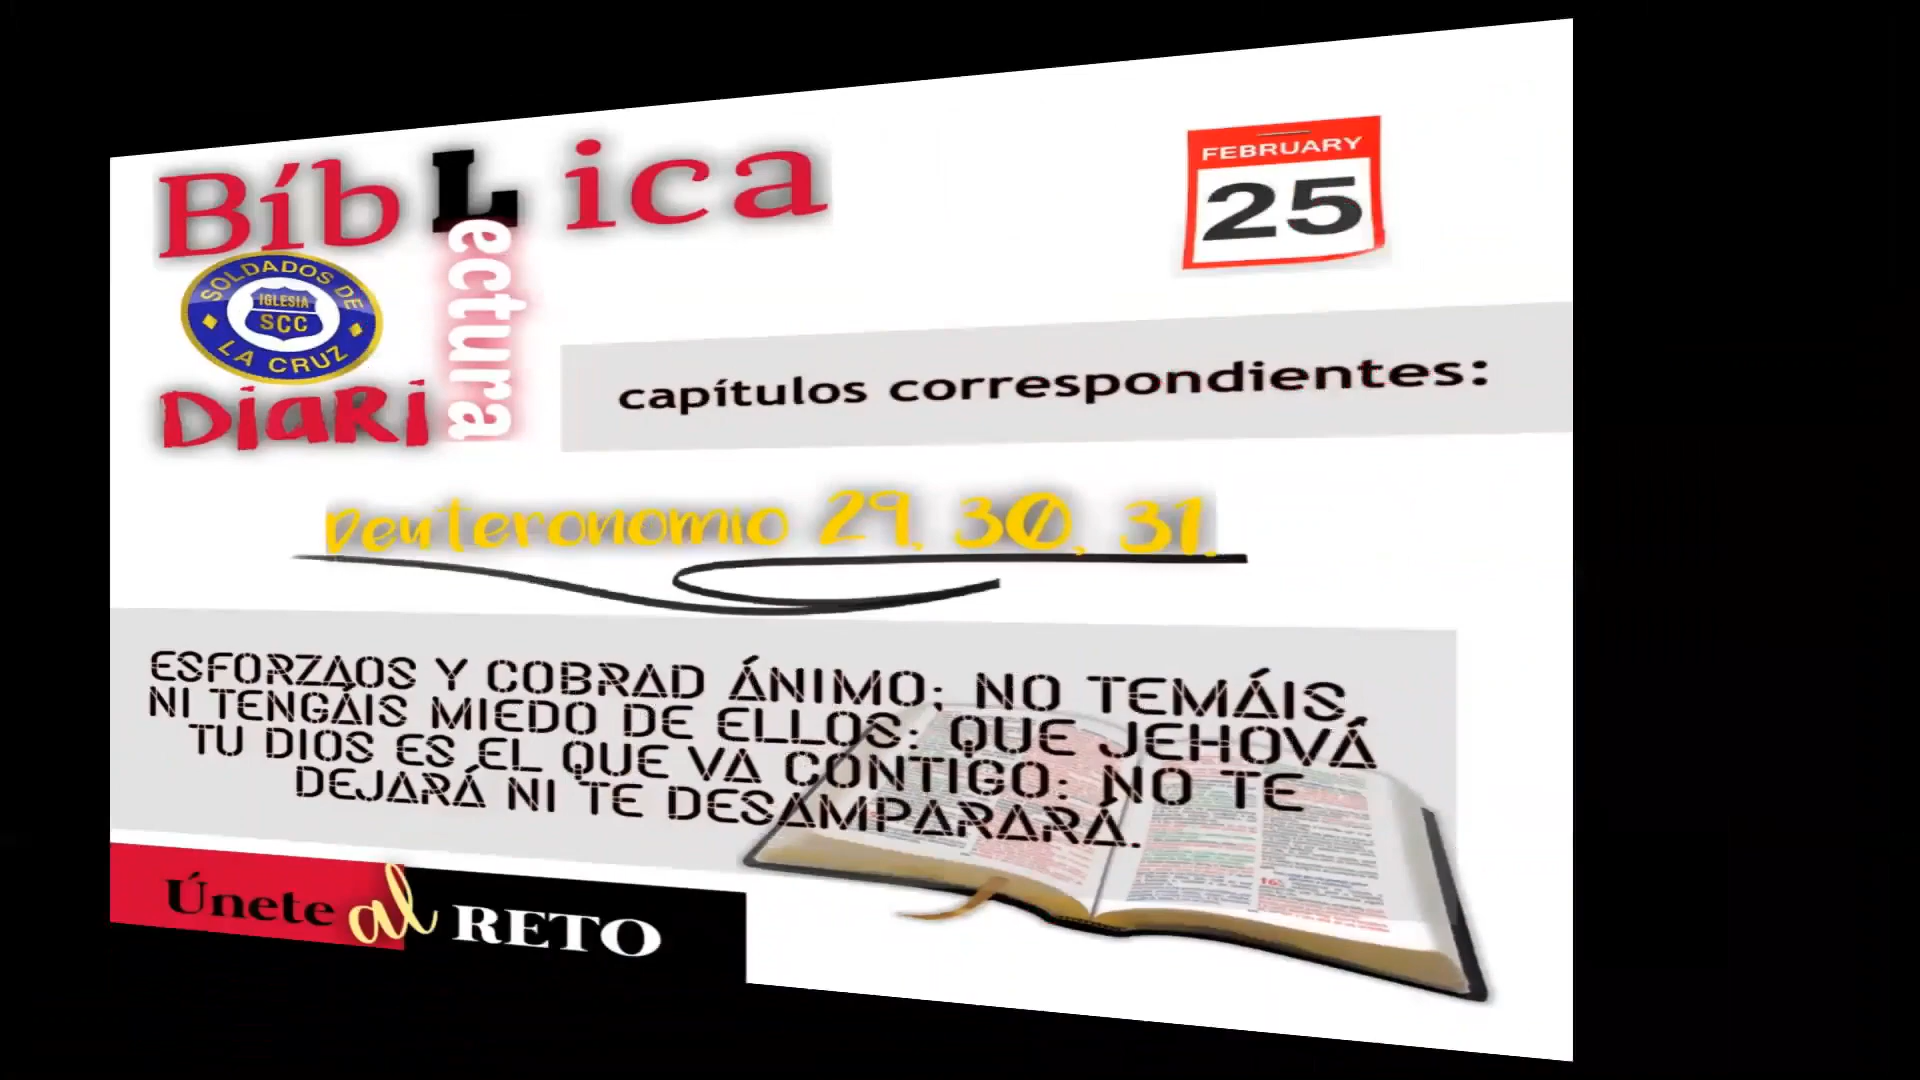 BíbLica
Lectura
SOLDADOS DE
IGLESIA
SCC
LA CRUZ
DiaRi
FEBRUARY
25
capítulos correspondientes:
Deuteronomio 29, 30, 31.
ESFORZAOS Y COBRAD ÁNIMO; NO TEMÁIS,
NI TENGÁIS MIEDO DE ELLOS: QUE JEHOVÁ
TU DIOS ES EL QUE VA CONTIGO: NO TE
DEJARÁ NI TE DESAMPARARÁ.
Únete al RETO